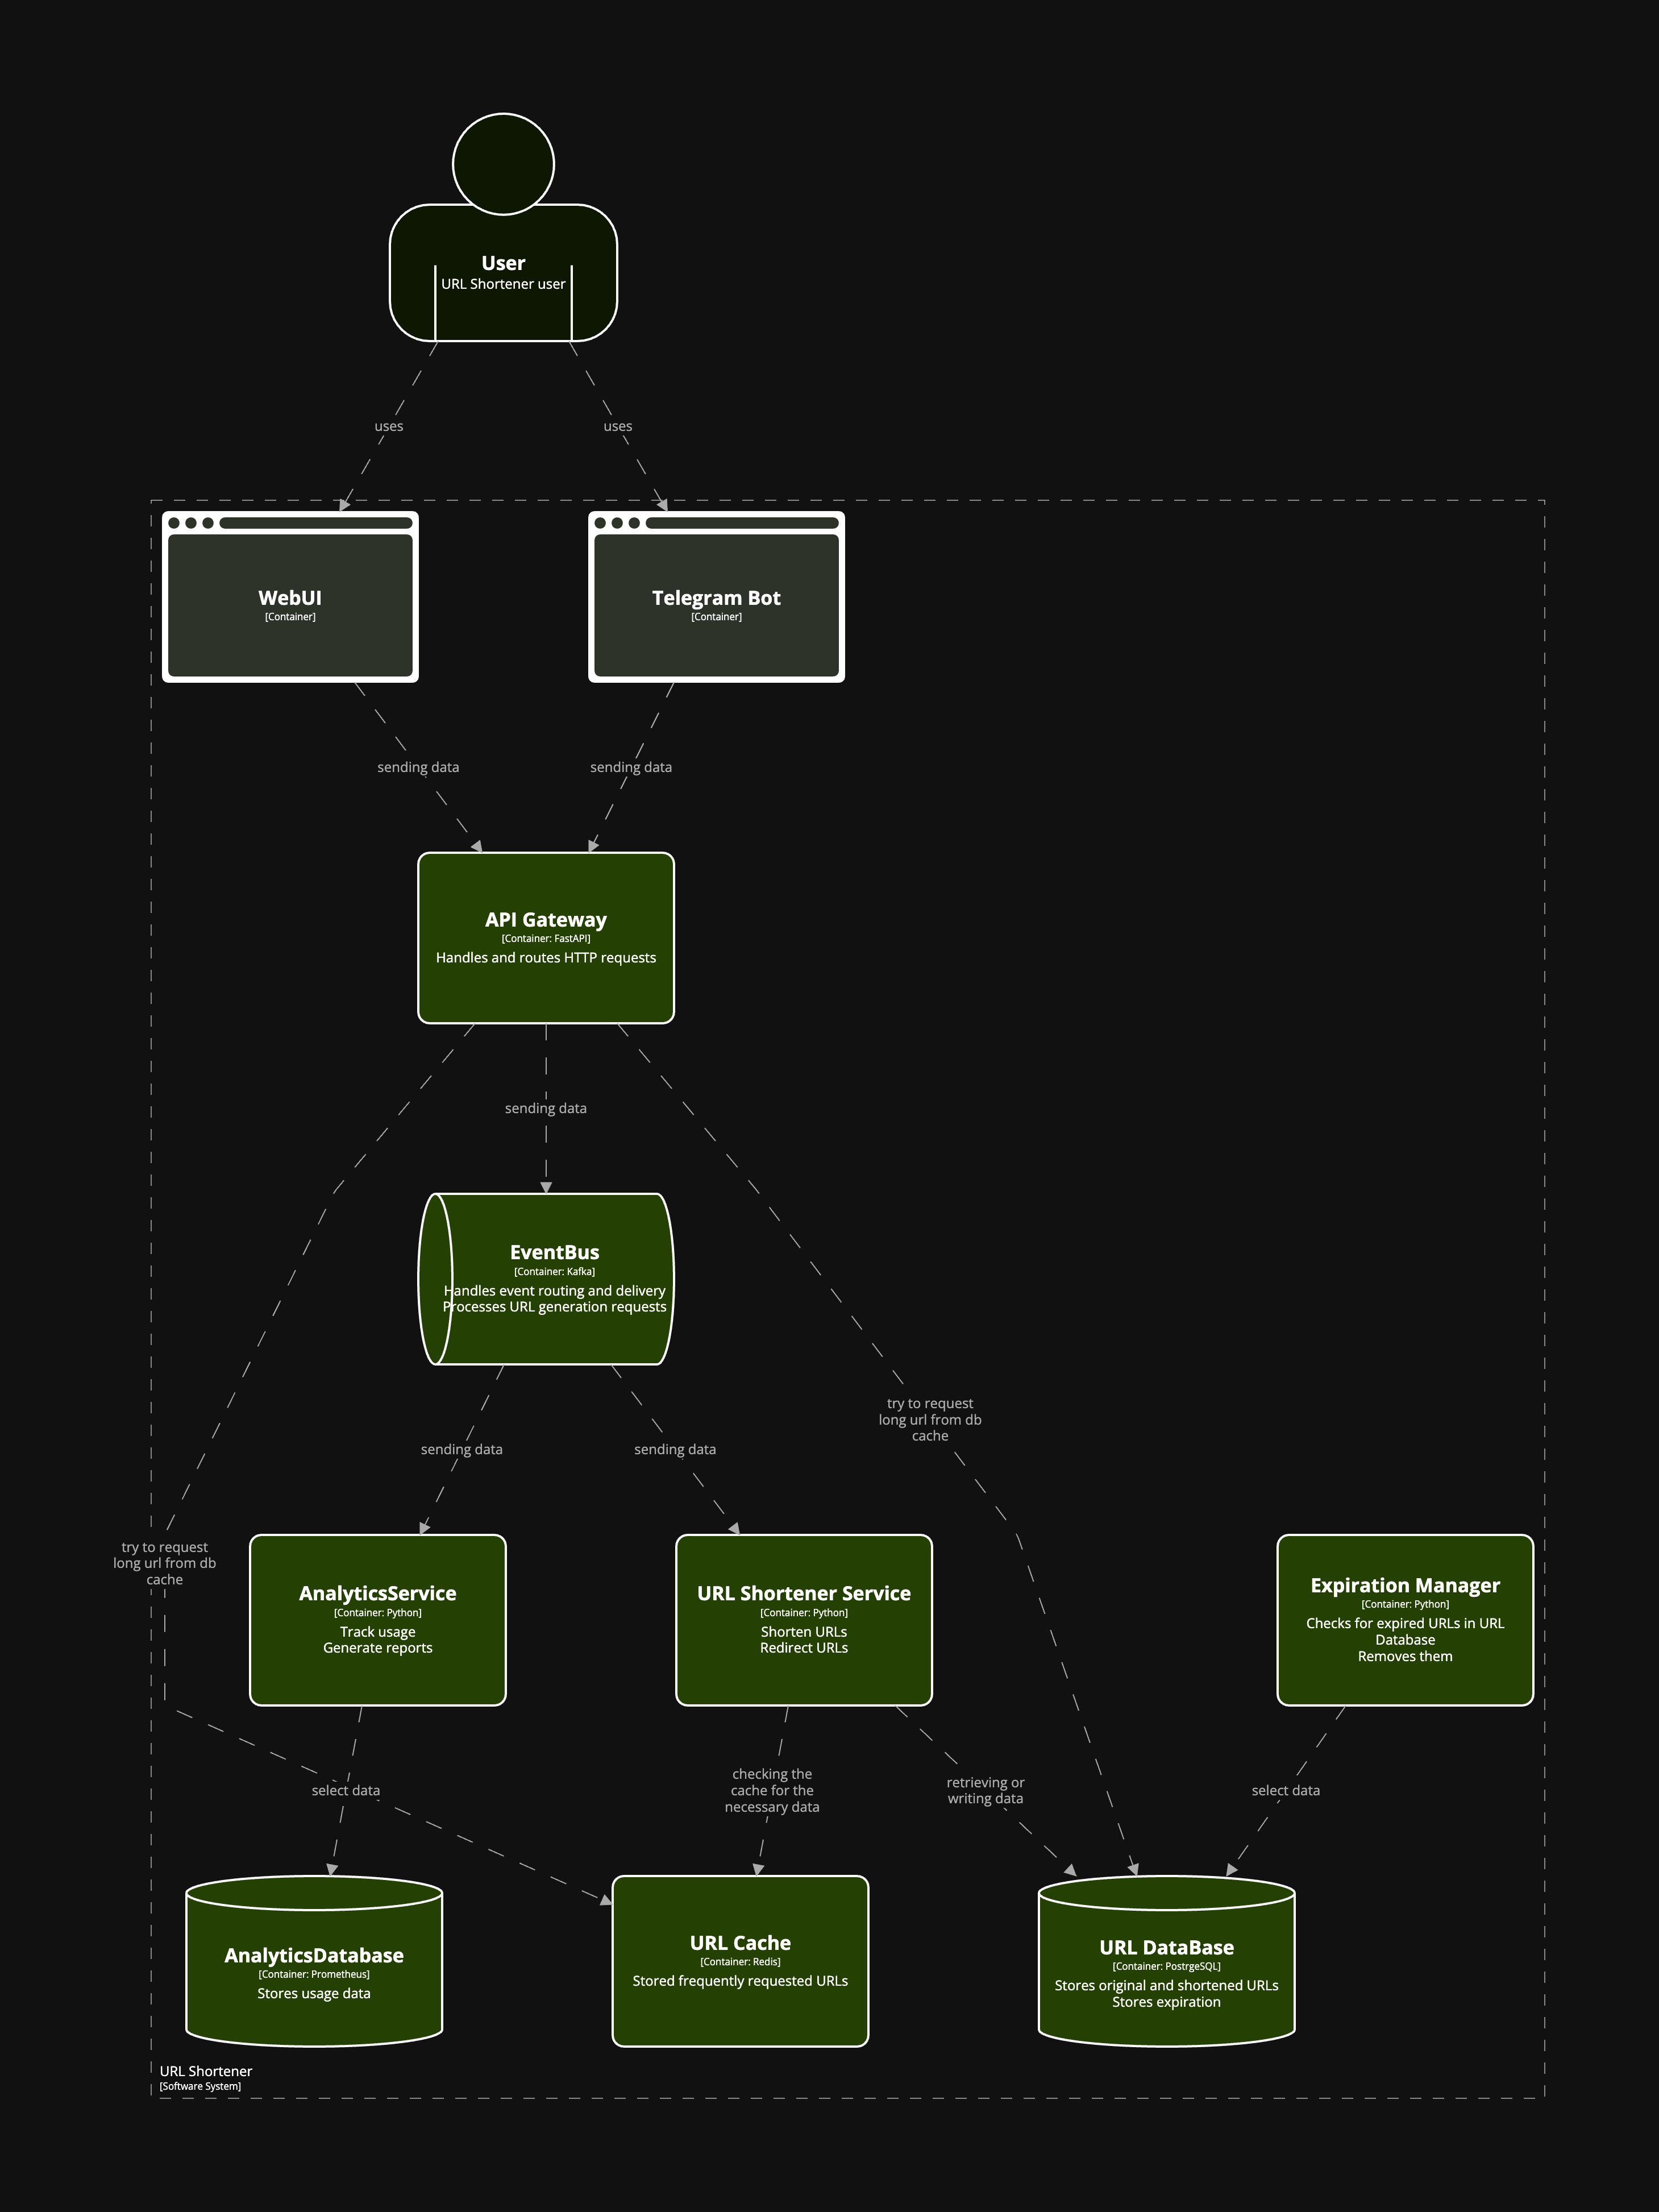 User
URL Shortener user
uses
uses
WebUI
[Container]
Telegram Bot
[Container]
sending data
sending data
API Gateway
[Container: FastAPI]
Handles and routes HTTP requests
sending data
EventBus
[Container: Kafka]
Handles event routing and delivery
Processes URL generation requests
try to request
long url from db
cache
sending data
sending data
try to request
long url from db
cache
AnalyticsService
[Container: Python]
Track usage
Generate reports
URL Shortener Service
[Container: Python]
Shorten URLs
Redirect URLs
Expiration Manager
[Container: Python]
Checks for expired URLs in URL
Database
Removes them
select data
checking the
cache for the
necessary data
retrieving or
writing data
select data
AnalyticsDatabase
[Container: Prometheus]
Stores usage data
URL Cache
[Container: Redis]
Stored frequently requested URLs
URL DataBase
[Container: PostrgeSQL]
Stores original and shortened URLs
Stores expiration
URL Shortener
[Software System]